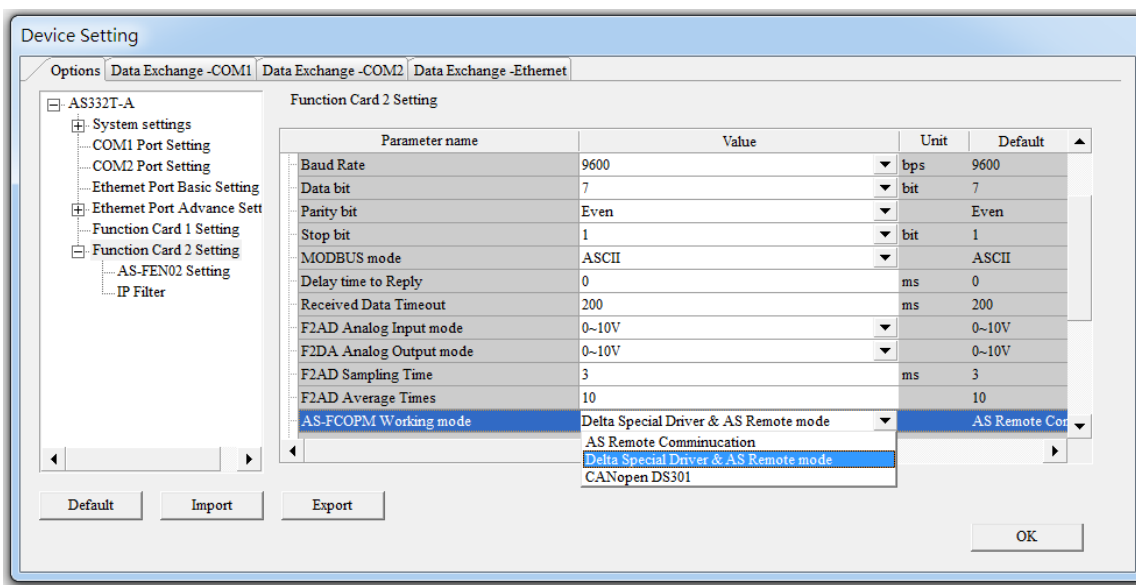 Device Setting
Options Data Exchange -COM1 Data Exchange -COM2 Data Exchange -Ethernet
AS332T-A
System settings
COM1 Port Setting
COM2 Port Setting
Ethernet Port Basic Setting
Ethernet Port Advance Sett
Function Card 1 Setting
Function Card 2 Setting
AS-FEN02 Setting
IP Filter
Function Card 2 Setting
Parameter name Value Unit Default
Baud Rate 9600 bps 9600
Data bit 7 bit 7
Parity bit Even Even
Stop bit 1 bit 1
MODBUS mode ASCII ASCII
Delay time to Reply 0 ms 0
Received Data Timeout 200 ms 200
F2AD Analog Input mode 0~10V 0~10V
F2DA Analog Output mode 0~10V 0~10V
F2AD Sampling Time 3 ms 3
F2AD Average Times 10 10
AS-FCOPM Working mode Delta Special Driver & AS Remote mode AS Remote Cor
AS Remote Comminucation
Delta Special Driver & AS Remote mode
CANopen DS301
Default Import Export
OK